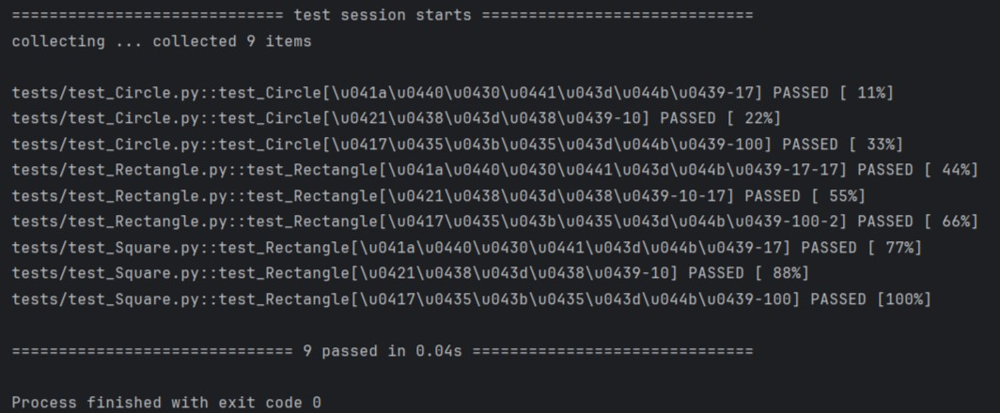 ============================= test session starts =============================
collecting ... collected 9 items
tests/test_Circle.py::test_Circle[\u041a\u0440\u0430\u0441\u043d\u044b\u0439-17] PASSED [ 11%]
tests/test_Circle.py::test_Circle[\u0421\u0438\u043d\u0438\u0439-10] PASSED [ 22%]
tests/test_Circle.py::test_Circle[\u0417\u0435\u043b\u0435\u043d\u044b\u0439-100] PASSED [ 33%]
tests/test_Rectangle.py::test_Rectangle[\u041a\u0440\u0430\u0441\u043d\u044b\u0439-17-17] PASSED [ 44%]
tests/test_Rectangle.py::test_Rectangle[\u0421\u0438\u043d\u0438\u0439-10-17] PASSED [ 55%]
tests/test_Rectangle.py::test_Rectangle[\u0417\u0435\u043b\u0435\u043d\u044b\u0439-100-2] PASSED [ 66%]
tests/test_Square.py::test_Rectangle[\u041a\u0440\u0430\u0441\u043d\u044b\u0439-17] PASSED [ 77%]
tests/test_Square.py::test_Rectangle[\u0421\u0438\u043d\u0438\u0439-10] PASSED [ 88%]
tests/test_Square.py::test_Rectangle[\u0417\u0435\u043b\u0435\u043d\u044b\u0439-100] PASSED [100%]
============================== 9 passed in 0.04s ==============================
Process finished with exit code 0